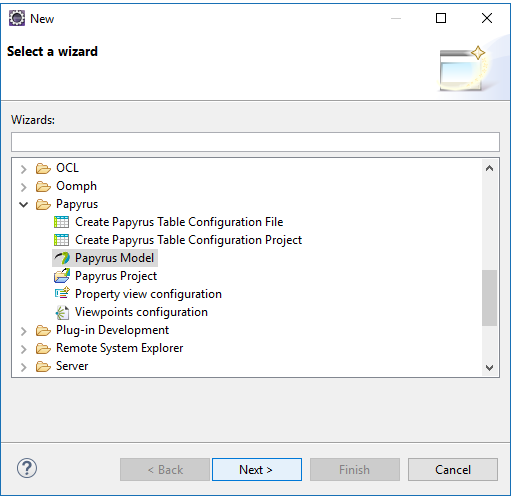 New
Select a wizard
Wizards:
OCL
Oomph
Papyrus
Create Papyrus Table Configuration File
Create Papyrus Table Configuration Project
Papyrus Model
Papyrus Project
Property view configuration
Viewpoints configuration
Plug-in Development
Remote System Explorer
Server
? < Back Next > Finish Cancel